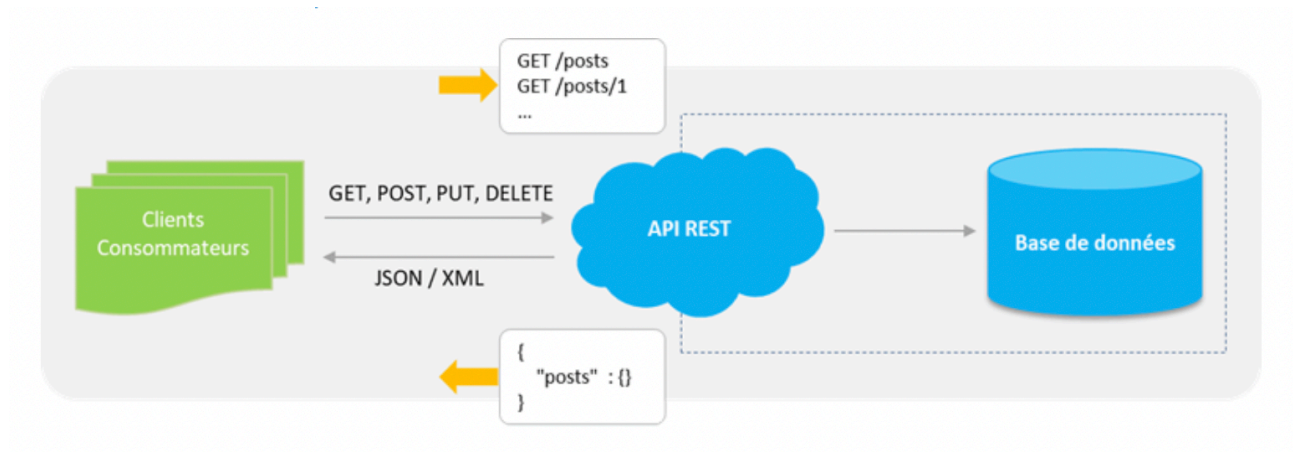 GET /posts
GET /posts/1
...
Clients
Consommateurs
GET, POST, PUT, DELETE
JSON / XML
API REST
Base de données
{
"posts" : {}
}